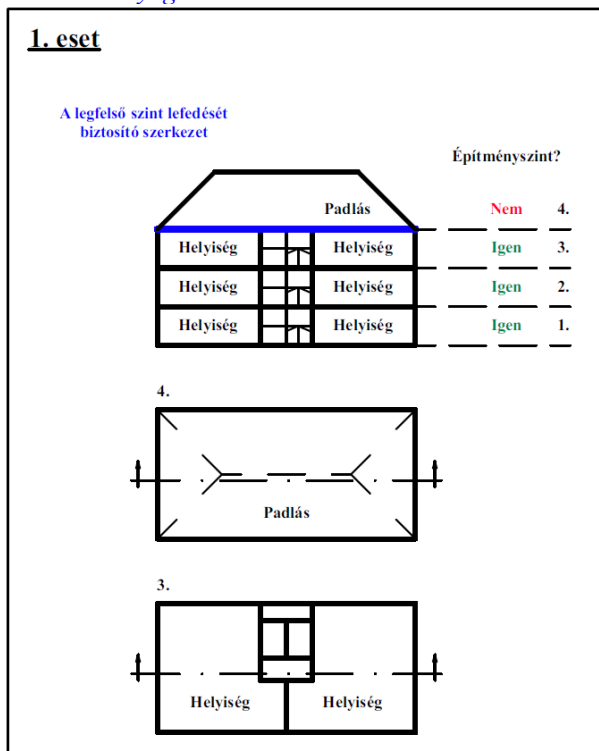 1. eset
A legfelső szint lefedését
biztosító szerkezet
Építményszint?
Padlás Nem 4.
Helyiség Helyiség Igen 3.
Helyiség Helyiség Igen 2.
Helyiség Helyiség Igen 1.
4.
Padlás
3.
Helyiség Helyiség